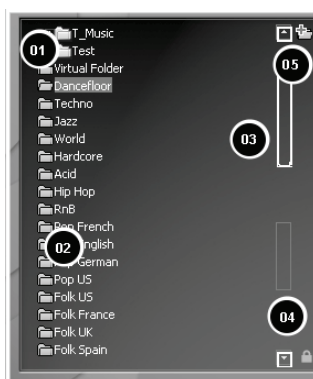 T_Music
01
Test
05
Virtual Folder
Dancefloor
Techno
Jazz
World
03
Hardcore
Acid
Hip Hop
RnB
French
02
English
German
Pop US
Folk US
04
Folk France
Folk UK
Folk Spain